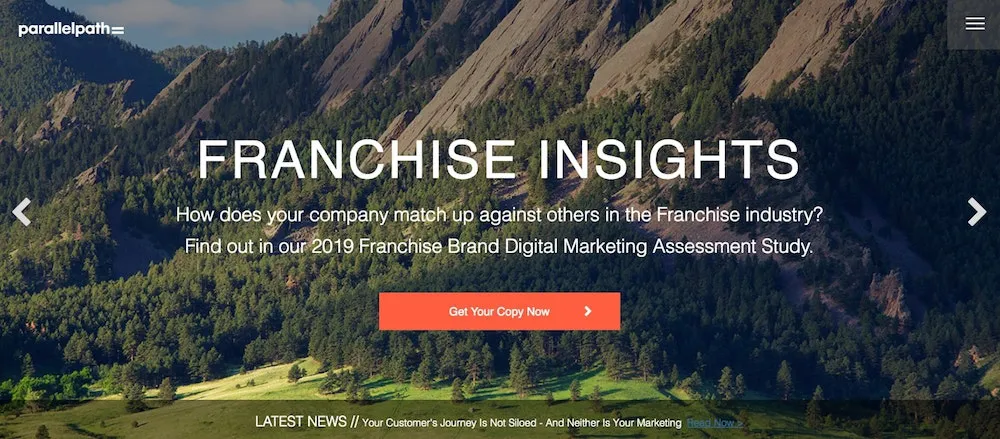 parallelpath=
FRANCHISE INSIGHTS
How does your company match up against others in the Franchise industry?
Find out in our 2019 Franchise Brand Digital Marketing Assessment Study.
Get Your Copy Now
LATEST NEWS // Your Customer's Journey Is Not Siloed - And Neither Is Your Marketing Read Now >